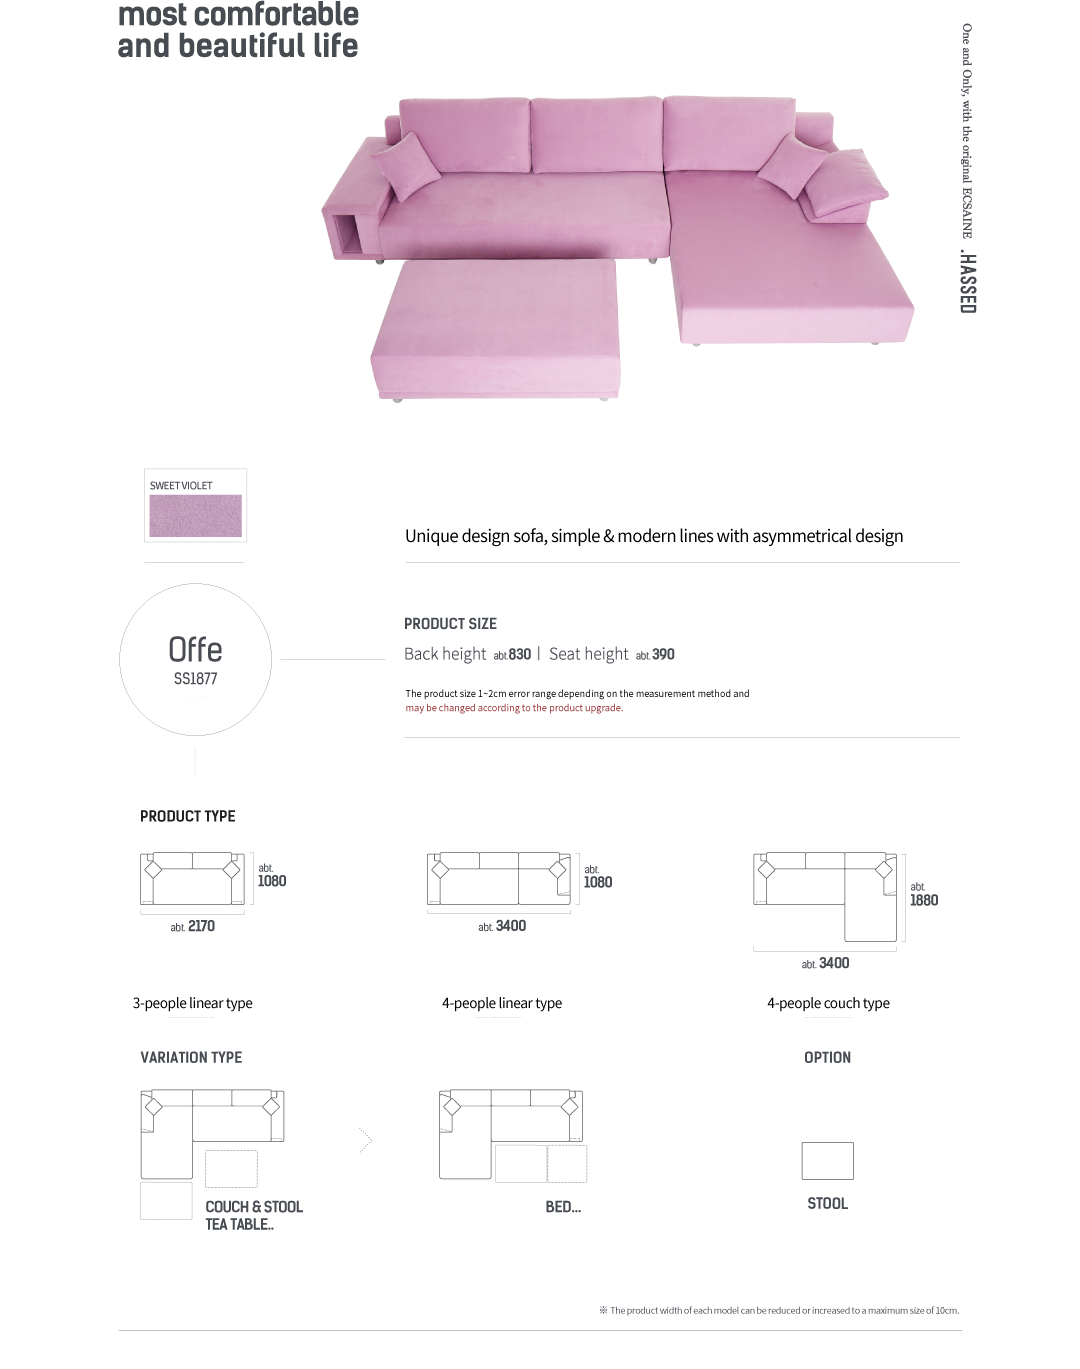 most comfortable
and beautiful life
One and Only, with the original ECSAINE .HASSED
SWEET VIOLET
Unique design sofa, simple & modern lines with asymmetrical design
Offe
SS1877
PRODUCT SIZE
Back height abt.830 | Seat height abt.390
The product size 1~2cm error range depending on the measurement method and
may be changed according to the product upgrade.
PRODUCT TYPE
abt.
1080
abt. 2170
abt.
1080
abt. 3400
abt.
1880
abt. 3400
3-people linear type
4-people linear type
4-people couch type
VARIATION TYPE
OPTION
COUCH & STOOL
TEA TABLE..
BED...
STOOL
※ The product width of each model can be reduced or increased to a maximum size of 10cm.